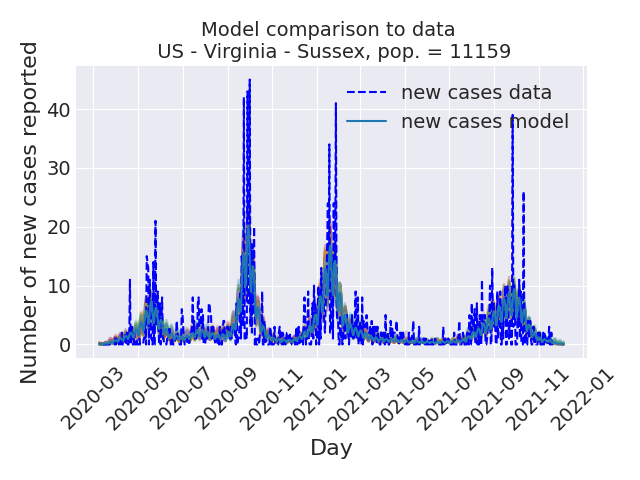 Model comparison to data
US - Virginia - Sussex, pop. = 11159
Number of new cases reported
40
30
20
10
0
new cases data
new cases model
2020-03
2020-05
2020-07
2020-09
2020-11
2021-01
2021-03
2021-05
2021-07
2021-09
2021-11
2022-01
Day